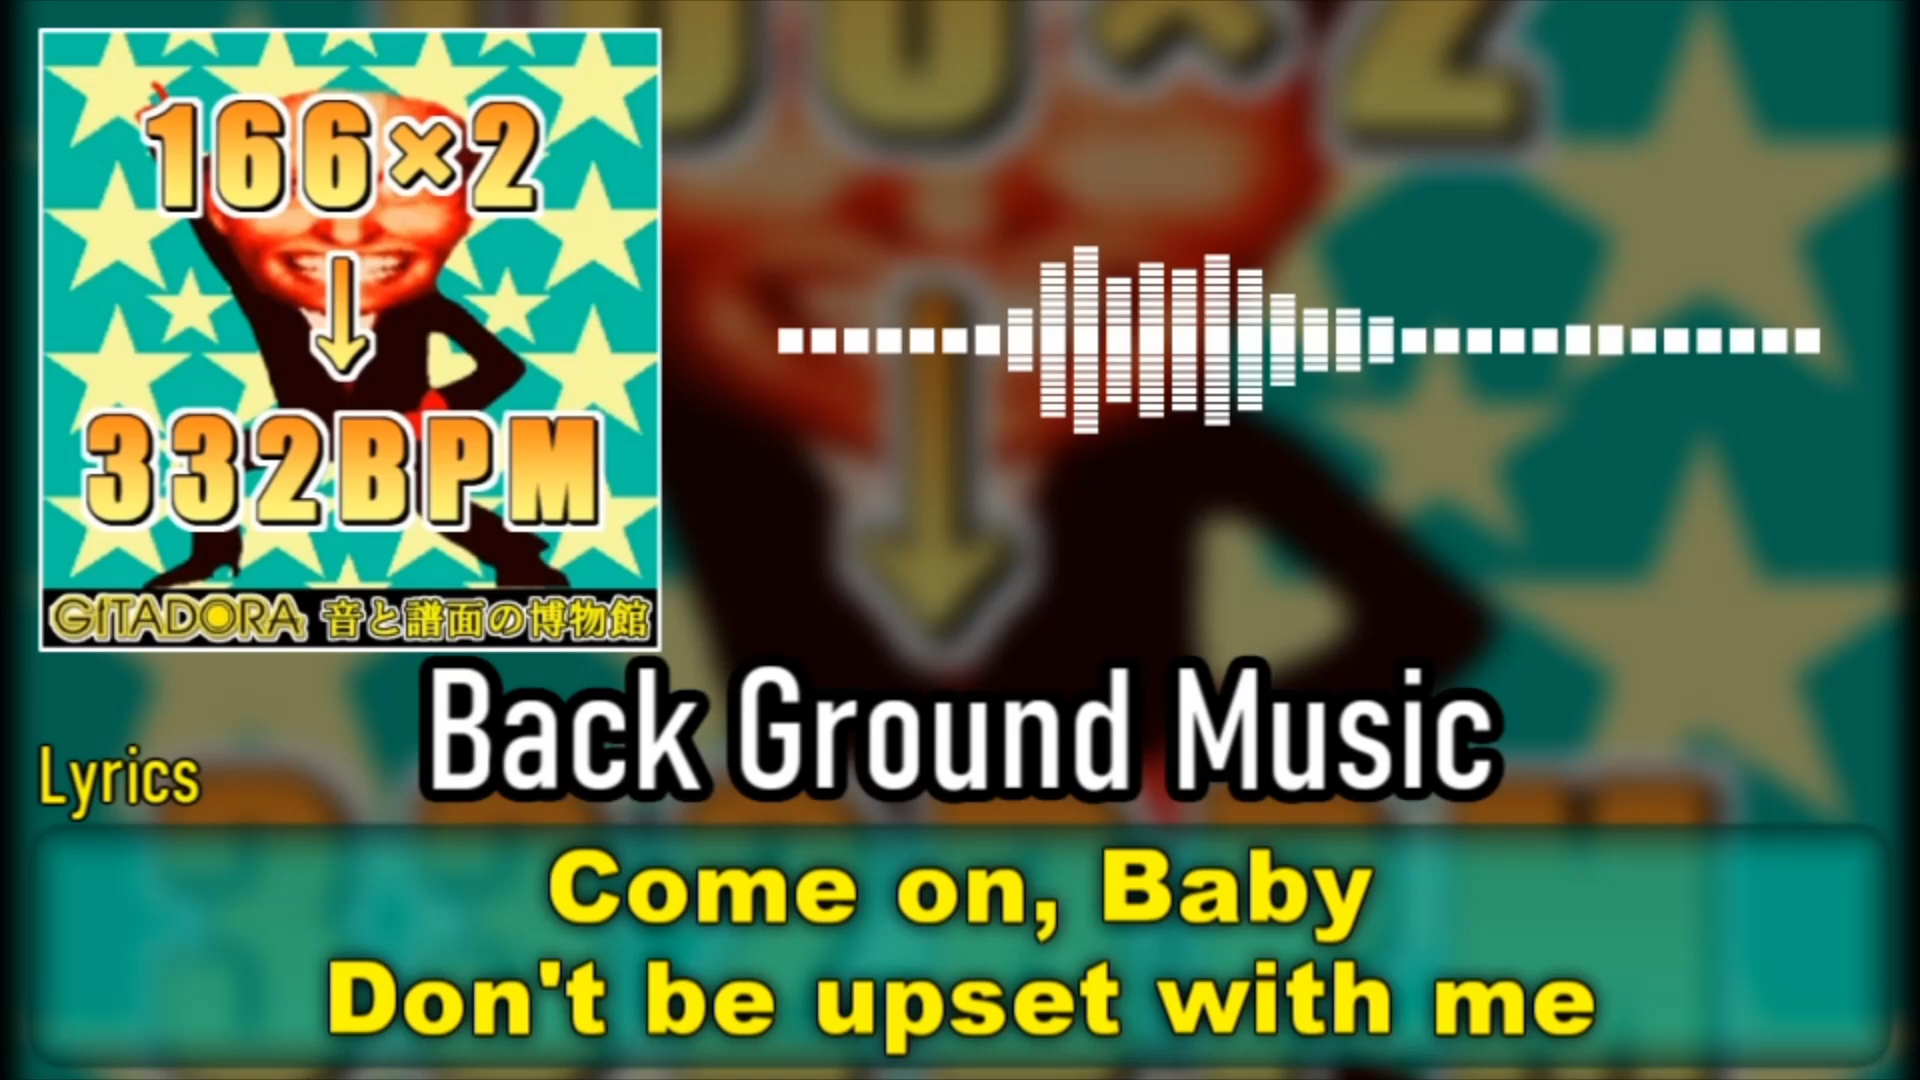 166×2
↓
332BPM
GITADORA 音と譜面の博物館
Back Ground Music
Lyrics
Come on, Baby
Don't be upset with me